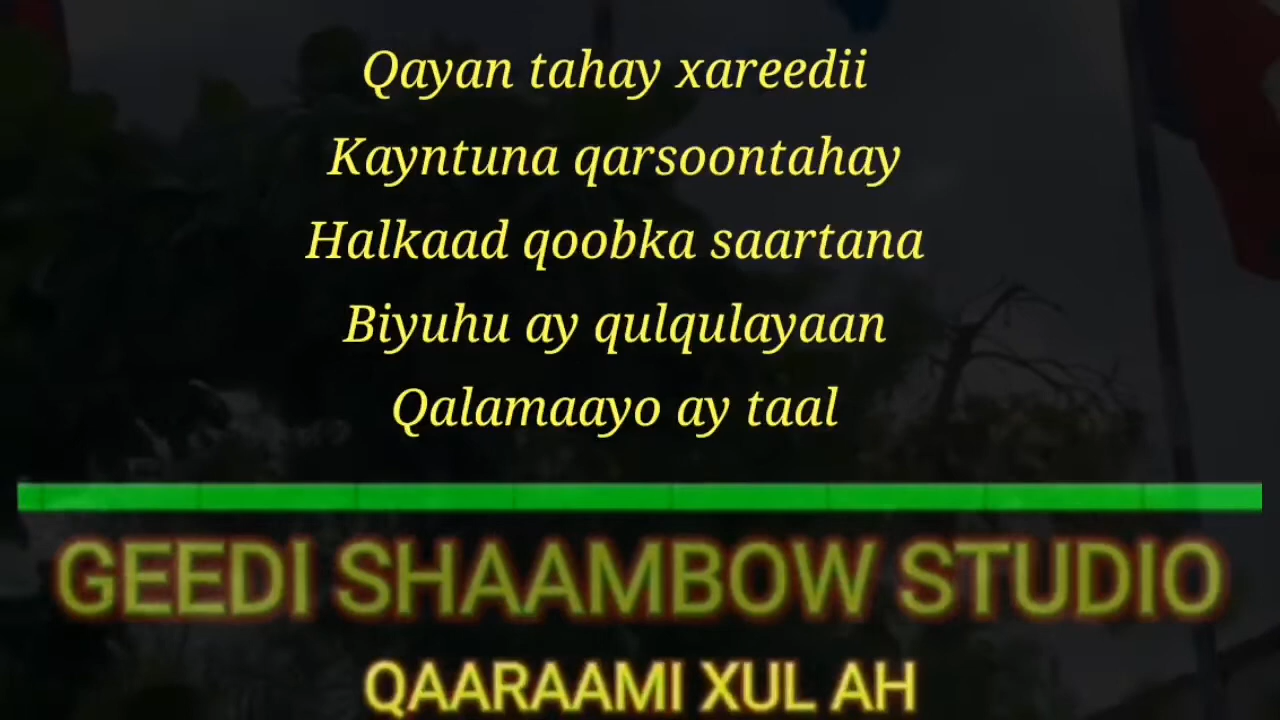 Qayan tahay xareedii
Kayntuna qarsoontahay
Halkaad qoobka saartana
Biyuhu ay qulqulayaan
Qalamaayo ay taal
GEEDI SHAAMBOW STUDIO
QAARAAMI XUL AH